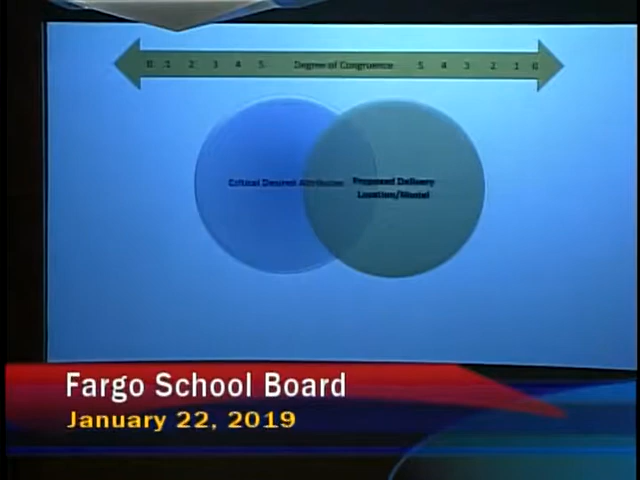 0 1 2 3 4 5 Degree of Congruence 5 4 3 2 1 0
Critical Desired Attributes
Proposed Delivery
Location/Model
Fargo School Board
January 22, 2019